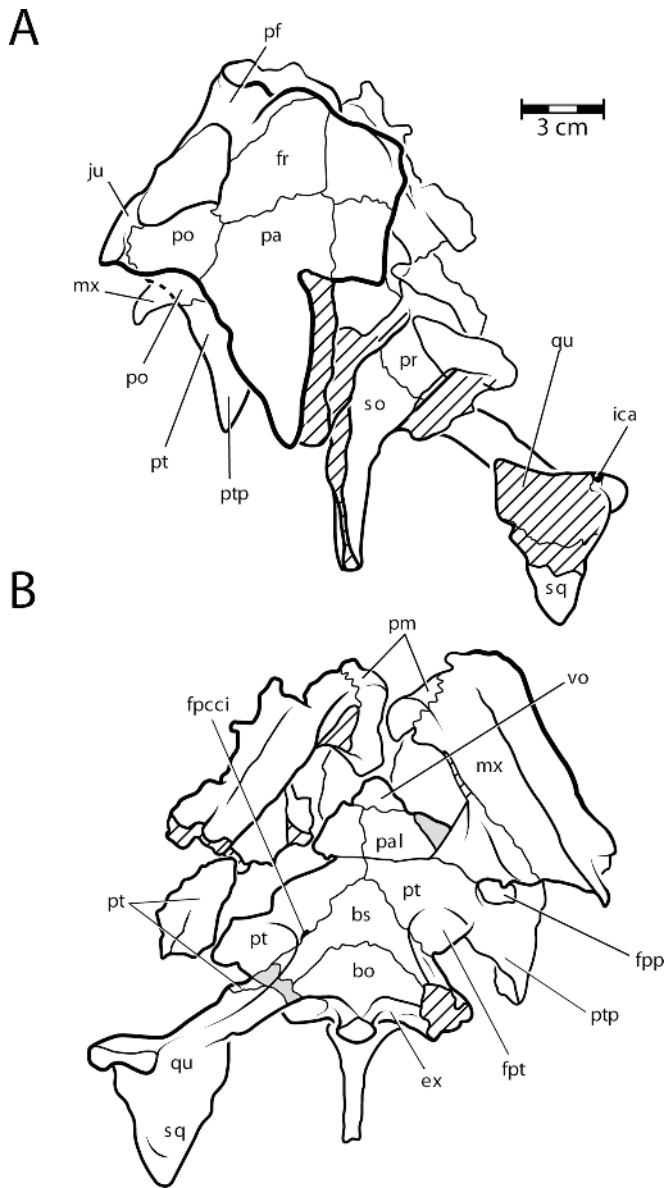 A
pf
3 cm
fr
ju
po
pa
mx
qu
pr
po
so
ica
pt
ptp
sq
B
pm
vo
fpcci
mx
pal
pt
pt
bs
pt
bo
fpp
ptp
qu
fpt
ex
sq